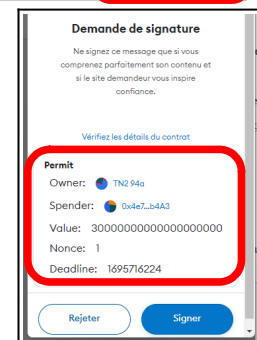 Demande de signature
Ne signez ce message que si vous
comprenez parfaitement son contenu et
si le site demandeur vous inspire
confiance.
Vérifiez les détails du contrat
Permit
Owner: TN2 94a
Spender: 0x4e7...b4A3
Value: 30000000000000000000
Nonce: 1
Deadline: 1695716224
Rejeter
Signer